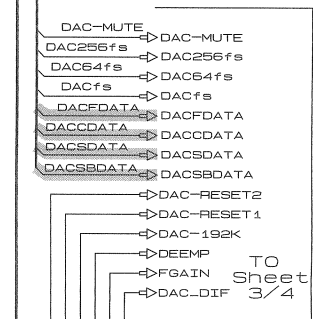 DAC-MUTE DAC-MUTE
DAC256fs DAC256fs
DAC64fs DAC64fs
DACfs DACfs
DACFDATA DACFDATA
DACCDATA DACCDATA
DACSDATA DACSDATA
DACSBDATA DACSBDATA
DAC-RESET2
DAC-RESET1
DAC-192K
DEEMP
FGAIN
DAC_DIF
TO
Sheet
3/4